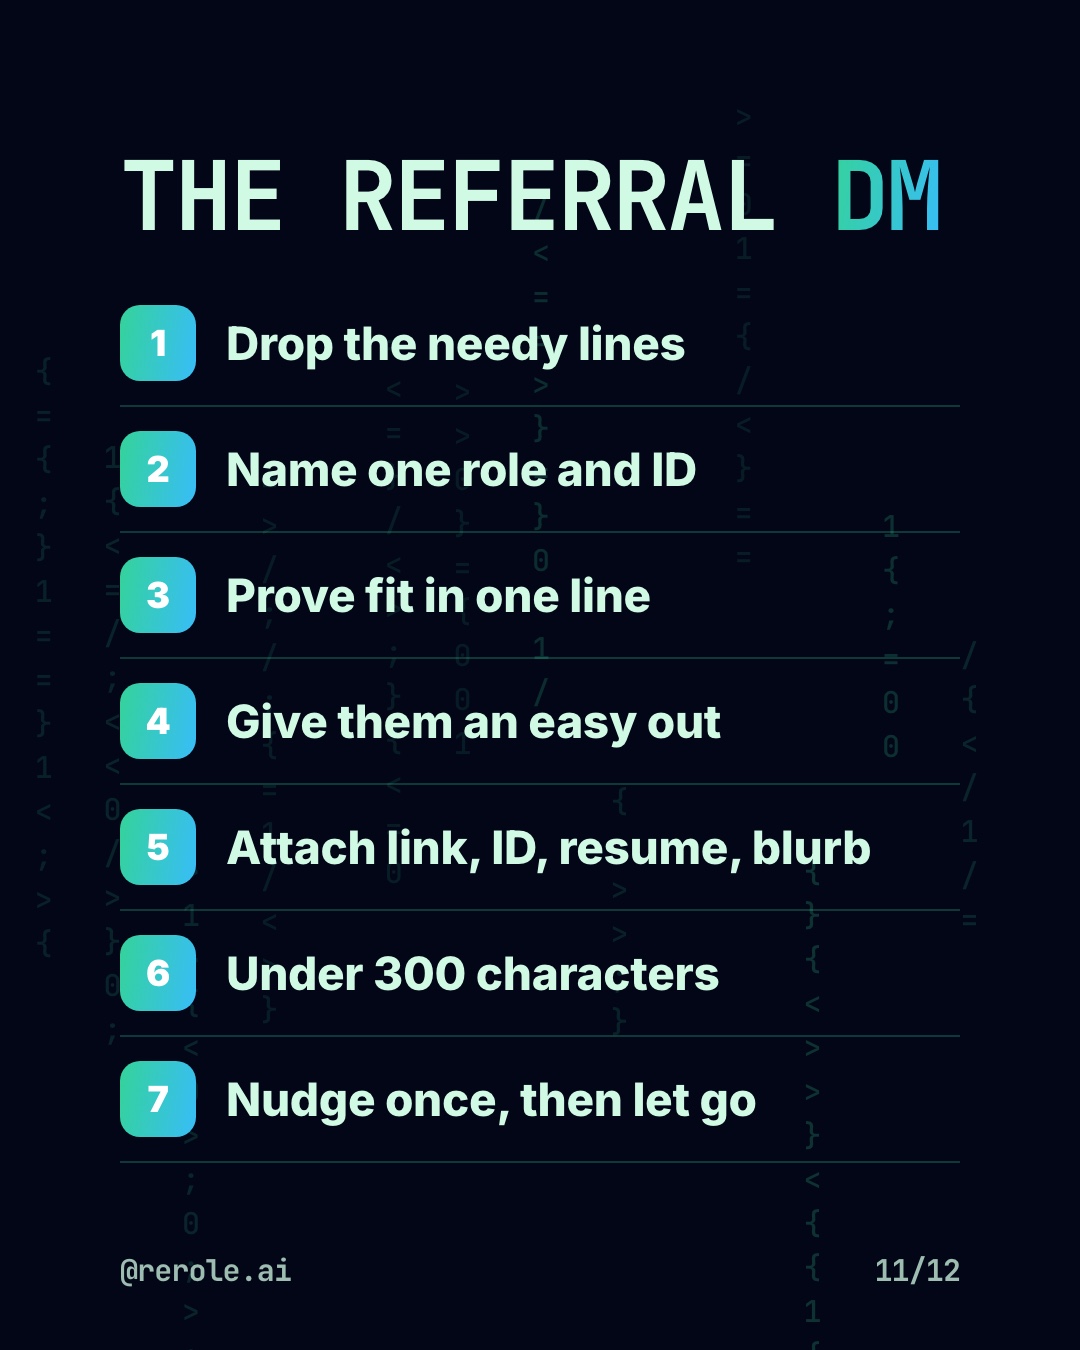 THE REFERRAL DM
1 Drop the needy lines
2 Name one role and ID
3 Prove fit in one line
4 Give them an easy out
5 Attach link, ID, resume, blurb
6 Under 300 characters
7 Nudge once, then let go
@rerole.ai 11/12